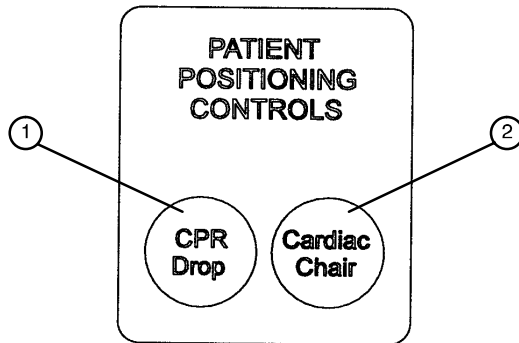 PATIENT
POSITIONING
CONTROLS
1
2
CPR
Drop
Cardiac
Chair